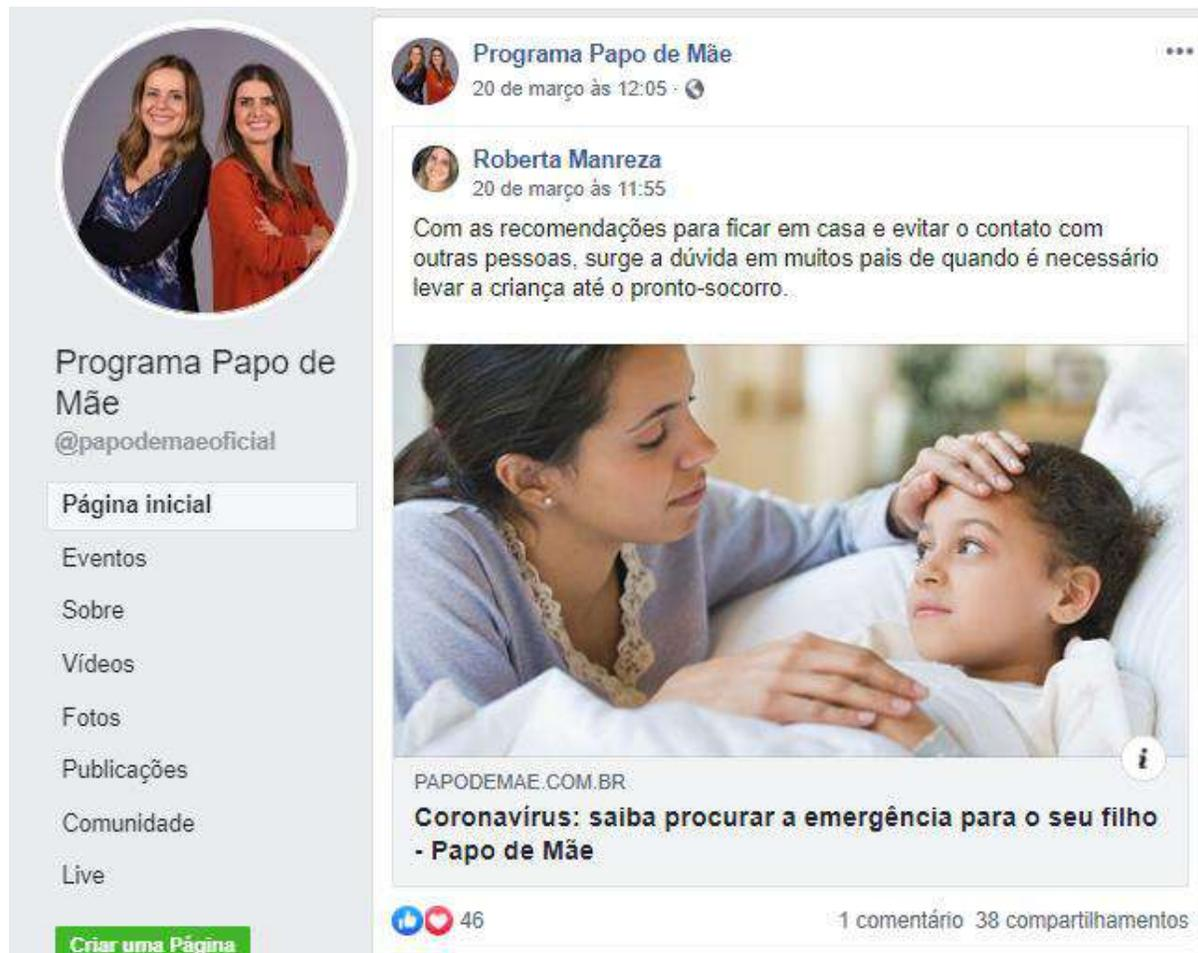 Programa Papo de
Mãe
@papodemaeoficial
Página inicial
Eventos
Sobre
Vídeos
Fotos
Publicações
Comunidade
Live
Criar uma Página
Programa Papo de Mãe
20 de março às 12:05 ·
Roberta Manreza
20 de março às 11:55
Com as recomendações para ficar em casa e evitar o contato com
outras pessoas, surge a dúvida em muitos pais de quando é necessário
levar a criança até o pronto-socorro.
i
PAPODEMAE.COM.BR
Coronavírus: saiba procurar a emergência para o seu filho
- Papo de Mãe
46
1 comentário 38 compartilhamentos